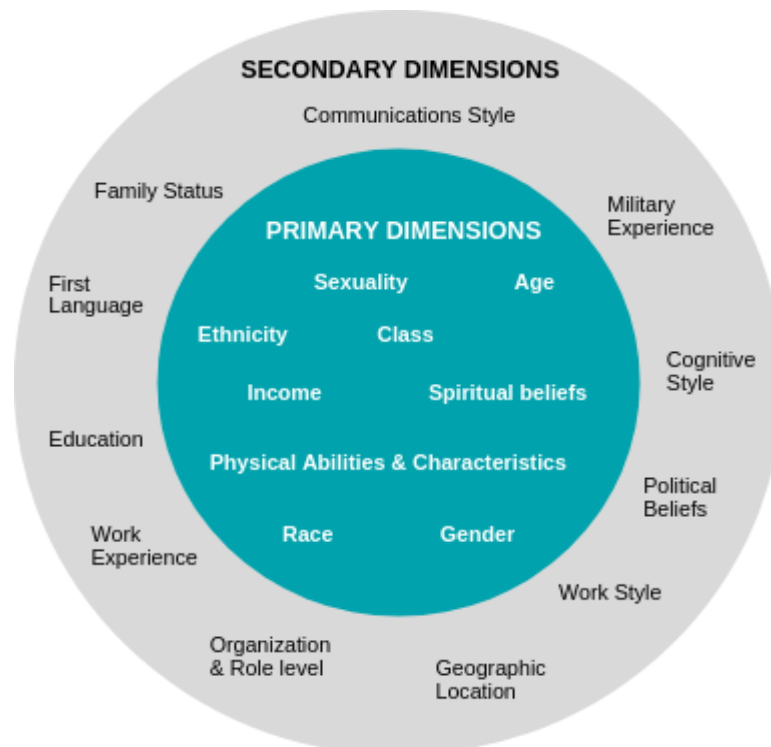 SECONDARY DIMENSIONS
Communications Style
Family Status
Military
Experience
PRIMARY DIMENSIONS
First
Language
Sexuality
Age
Ethnicity
Class
Cognitive
Style
Income
Spiritual beliefs
Education
Physical Abilities & Characteristics
Political
Beliefs
Work
Experience
Race
Gender
Work Style
Organization
& Role level
Geographic
Location